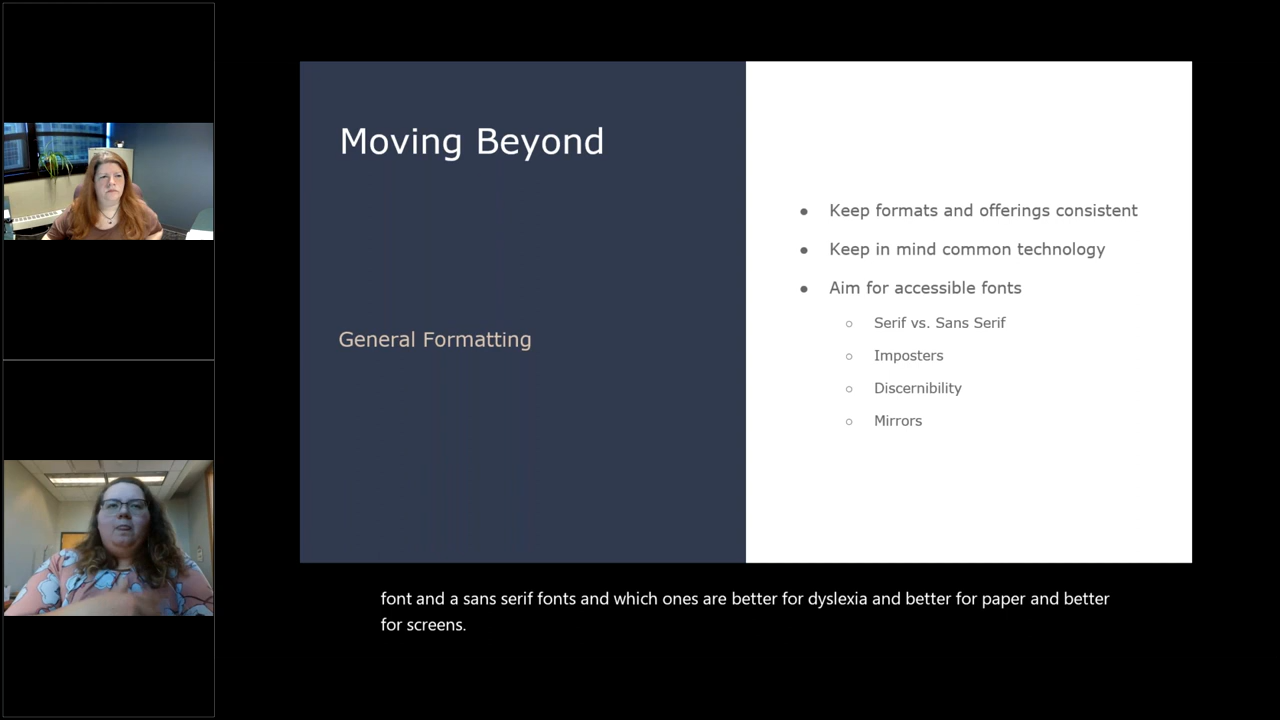 Moving Beyond
General Formatting
Keep formats and offerings consistent
Keep in mind common technology
Aim for accessible fonts
Serif vs. Sans Serif
Imposters
Discernibility
Mirrors
font and a sans serif fonts and which ones are better for dyslexia and better for paper and better
for screens.